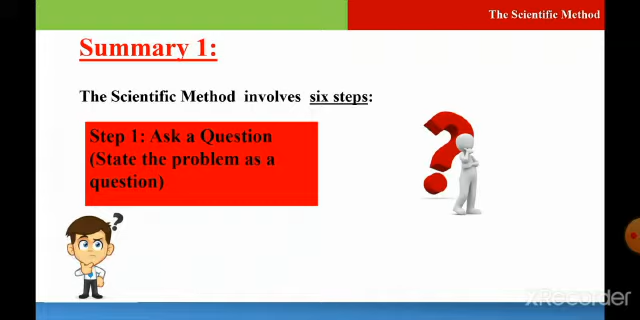 The Scientific Method
Summary 1:
The Scientific Method involves six steps:
Step 1: Ask a Question
(State the problem as a
question)
XRecorder